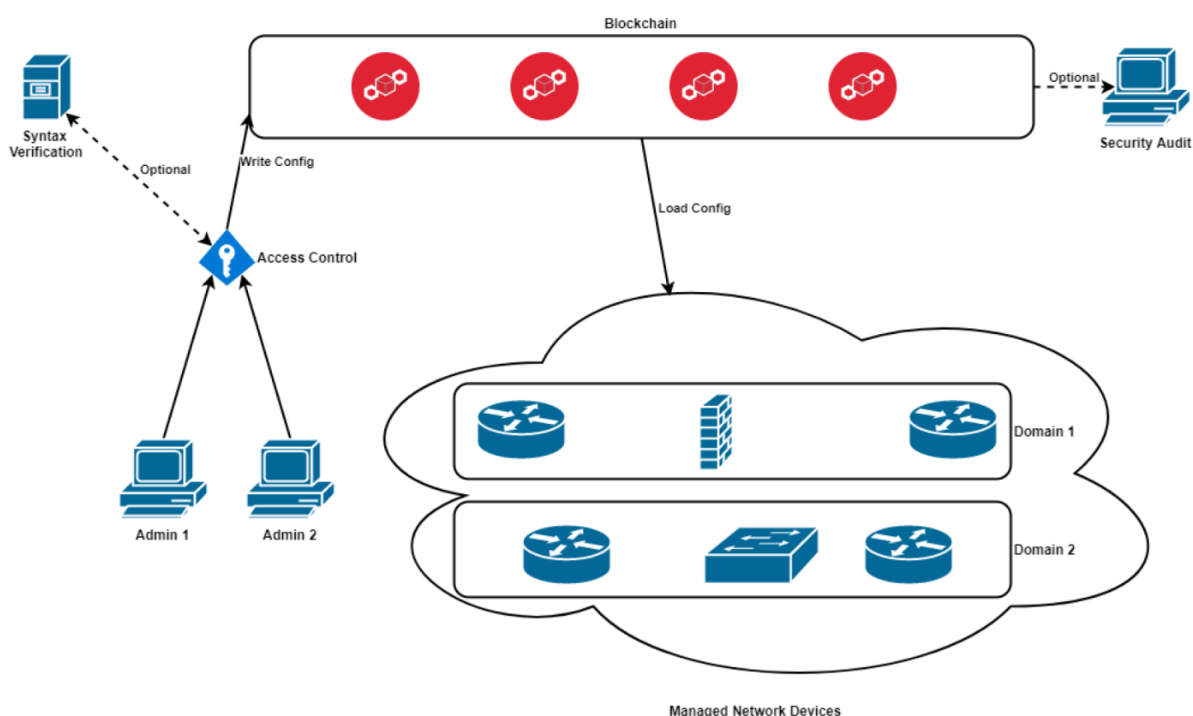 Blockchain
Optional
Syntax
Verification
Security Audit
Write Config
Optional
Load Config
Access Control
Domain 1
Admin 1
Admin 2
Domain 2
Managed Network Devices